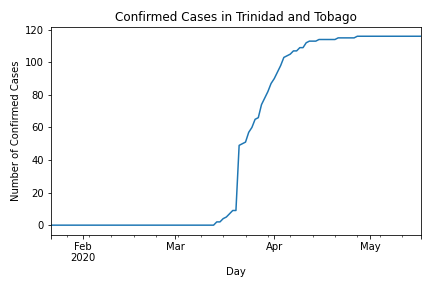 Confirmed Cases in Trinidad and Tobago
120
100
80
60
40
20
0
Number of Confirmed Cases
Feb Mar Apr May
2020
Day